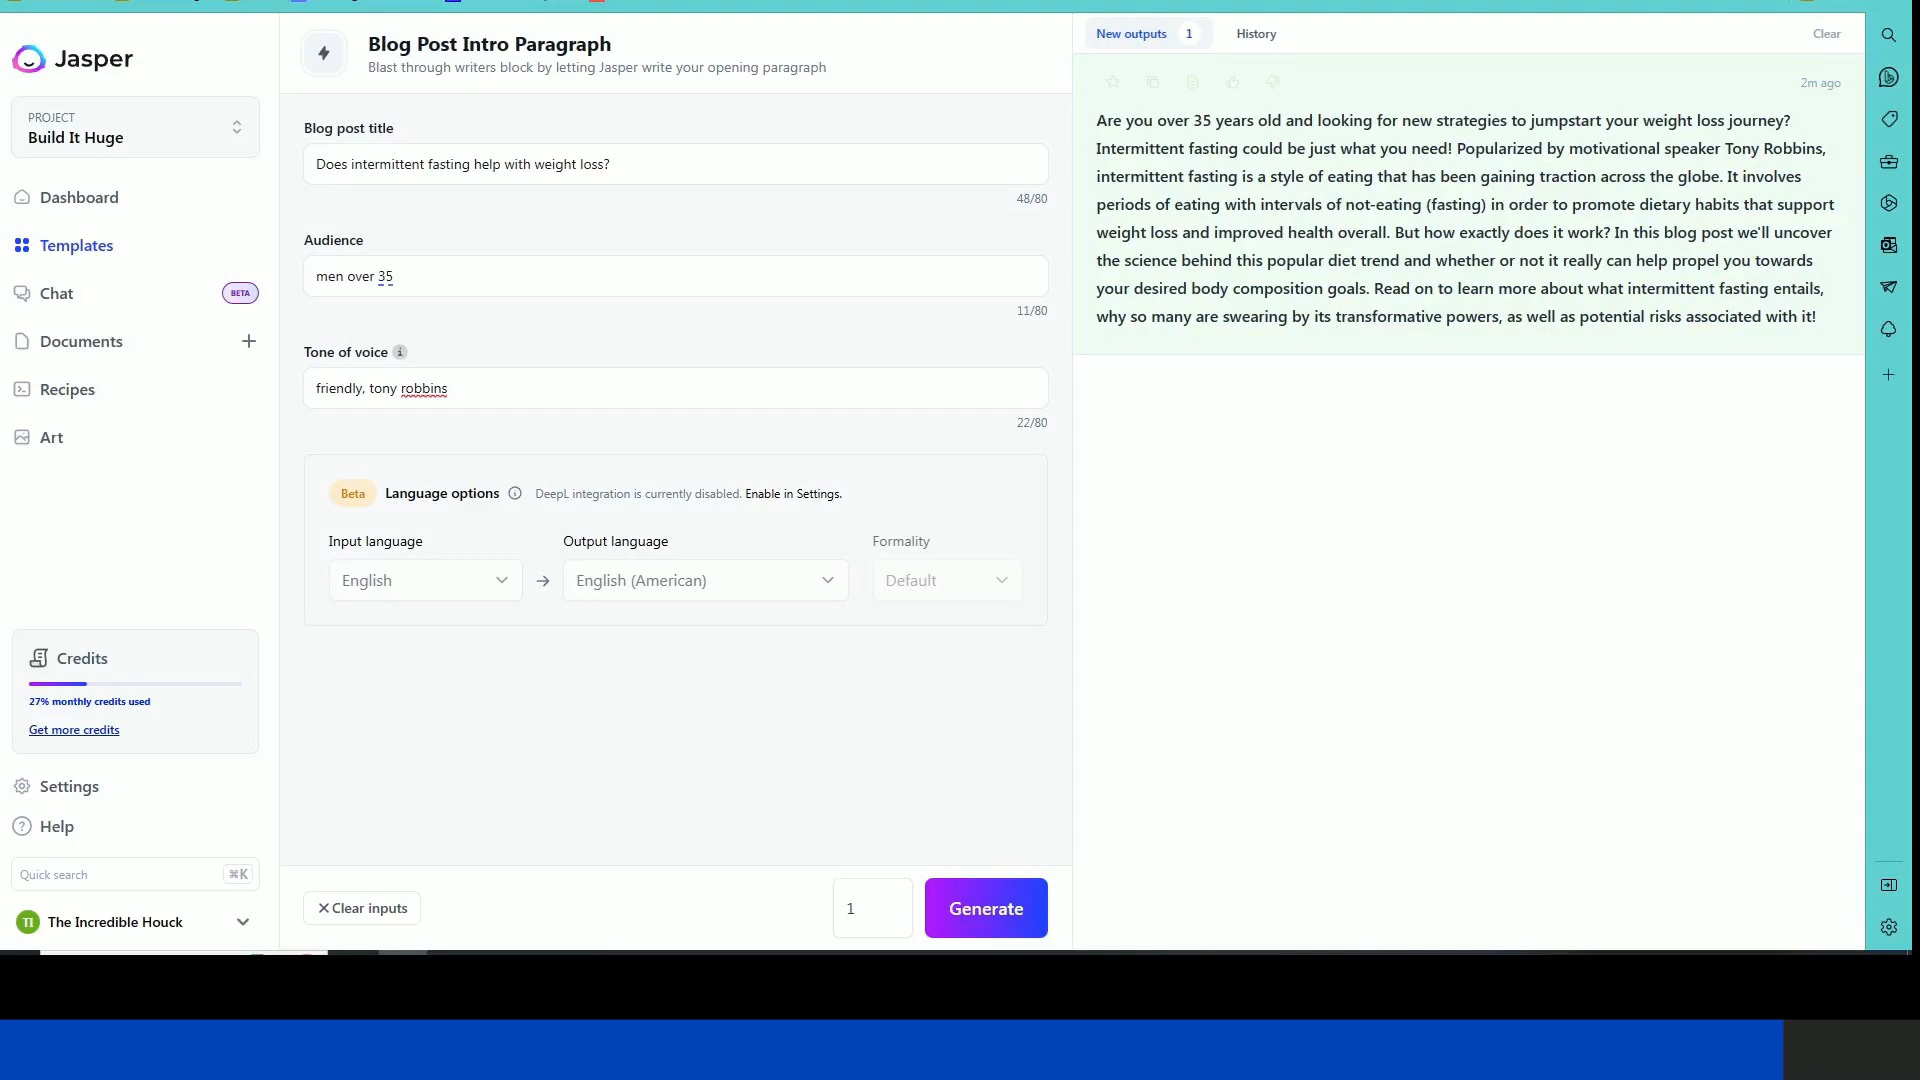 Jasper
PROJECT
Build It Huge
Dashboard
Templates
Chat
BETA
Documents
Recipes
Art
Credits
27% monthly credits used
Get more credits
Settings
Help
Quick search
⌘K
TI
The Incredible Houck
Blog Post Intro Paragraph
Blast through writers block by letting Jasper write your opening paragraph
Blog post title
Does intermittent fasting help with weight loss?
48/80
Audience
men over 35
11/80
Tone of voice
friendly, tony robbins
22/80
Beta Language options DeepL integration is currently disabled. Enable in Settings.
Input language Output language Formality
English → English (American) Default
Clear inputs
1
Generate
New outputs 1 History Clear
2m ago
Are you over 35 years old and looking for new strategies to jumpstart your weight loss journey?
Intermittent fasting could be just what you need! Popularized by motivational speaker Tony Robbins,
intermittent fasting is a style of eating that has been gaining traction across the globe. It involves
periods of eating with intervals of not-eating (fasting) in order to promote dietary habits that support
weight loss and improved health overall. But how exactly does it work? In this blog post we'll uncover
the science behind this popular diet trend and whether or not it really can help propel you towards
your desired body composition goals. Read on to learn more about what intermittent fasting entails,
why so many are swearing by its transformative powers, as well as potential risks associated with it!